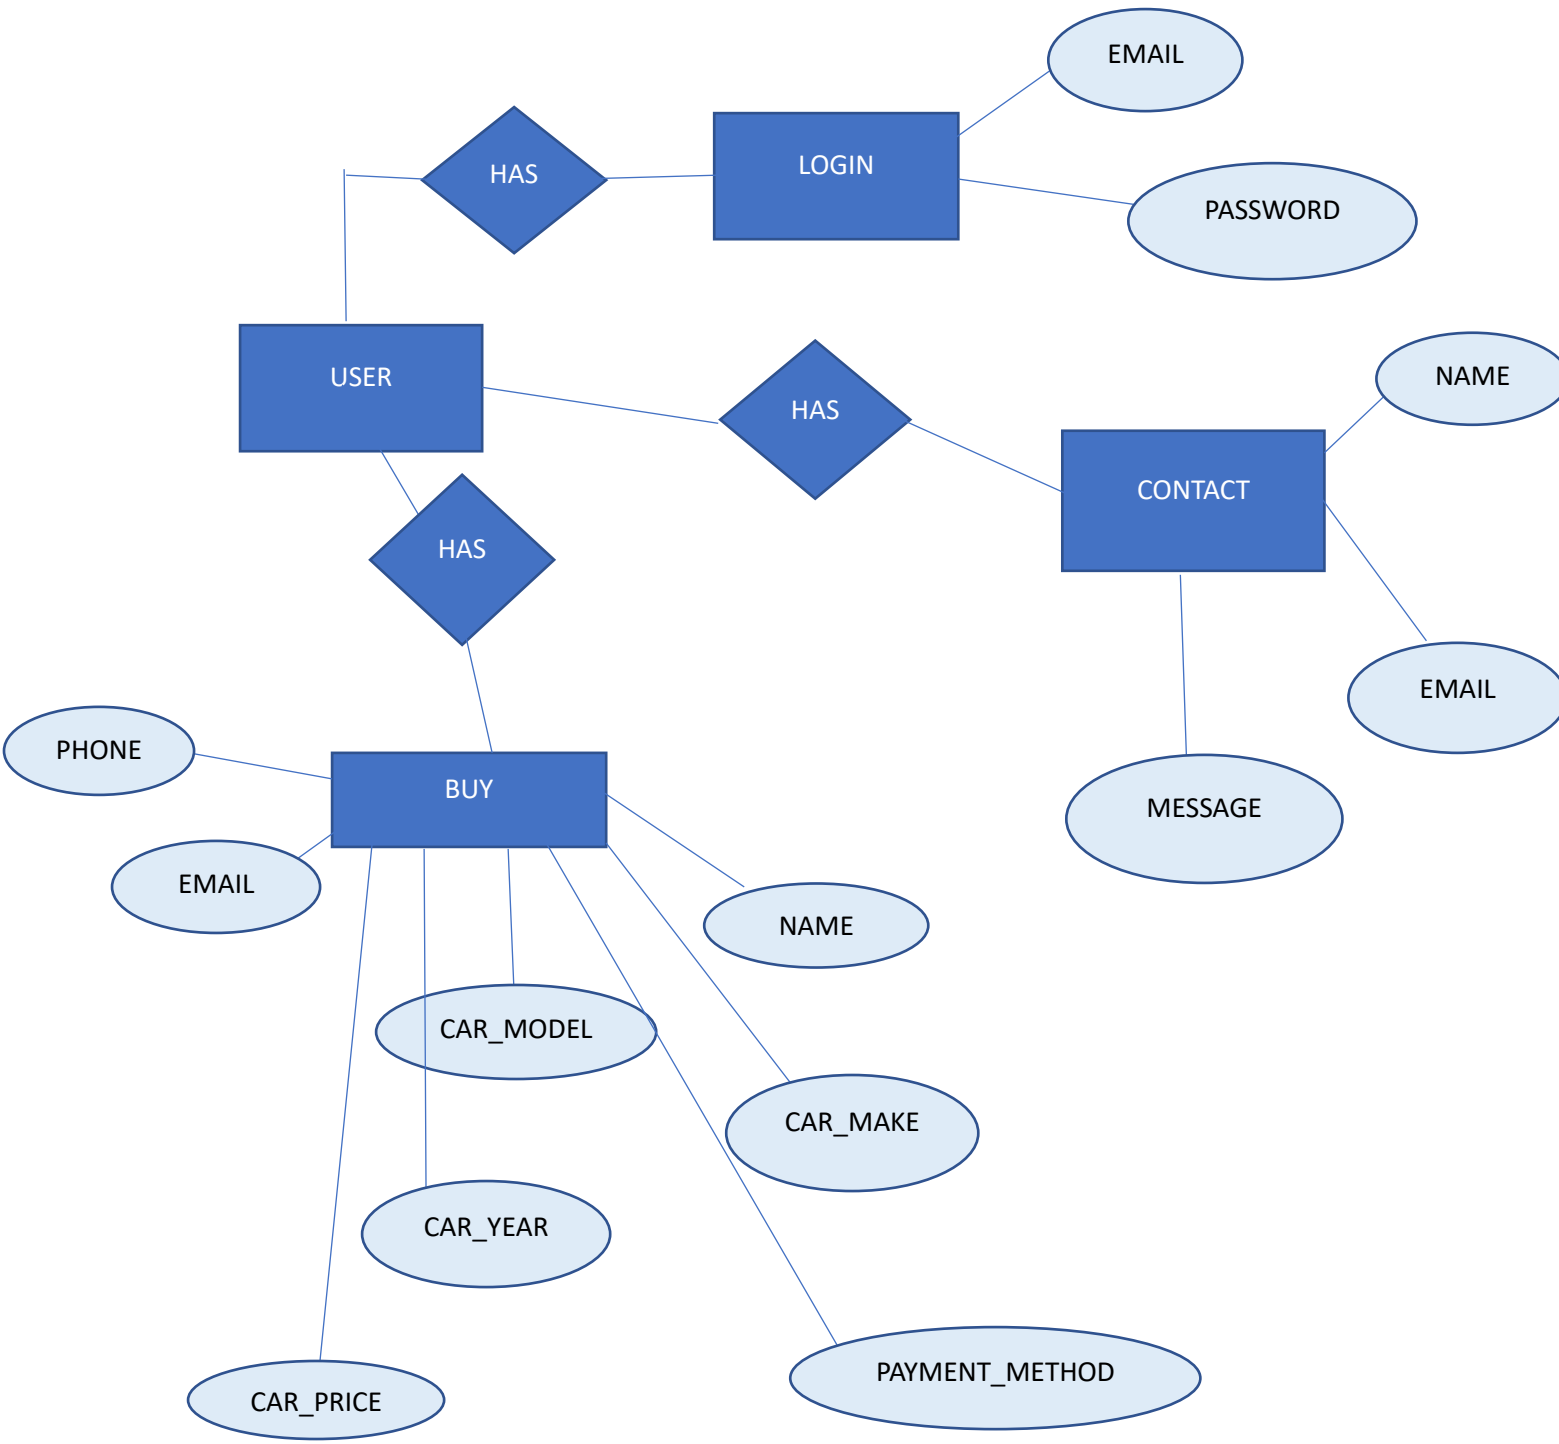 EMAIL
HAS
LOGIN
PASSWORD
USER
HAS
NAME
CONTACT
HAS
EMAIL
PHONE
BUY
MESSAGE
EMAIL
NAME
CAR_MODEL
CAR_MAKE
CAR_YEAR
PAYMENT_METHOD
CAR_PRICE